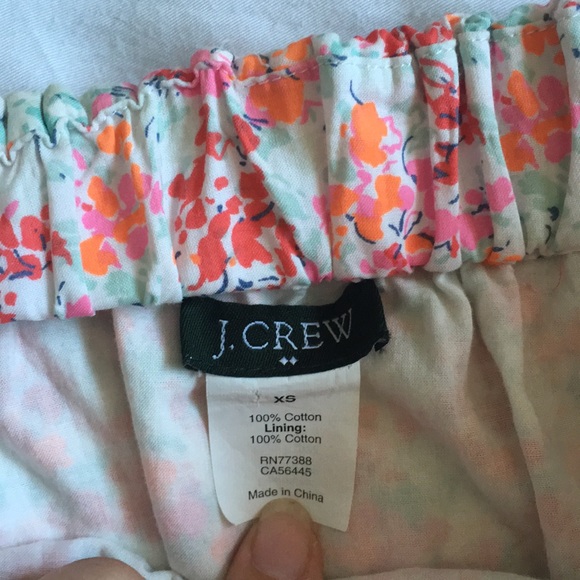 J.CREW
XS
100% Cotton
Lining:
100% Cotton
RN77388
CA56445
Made in China